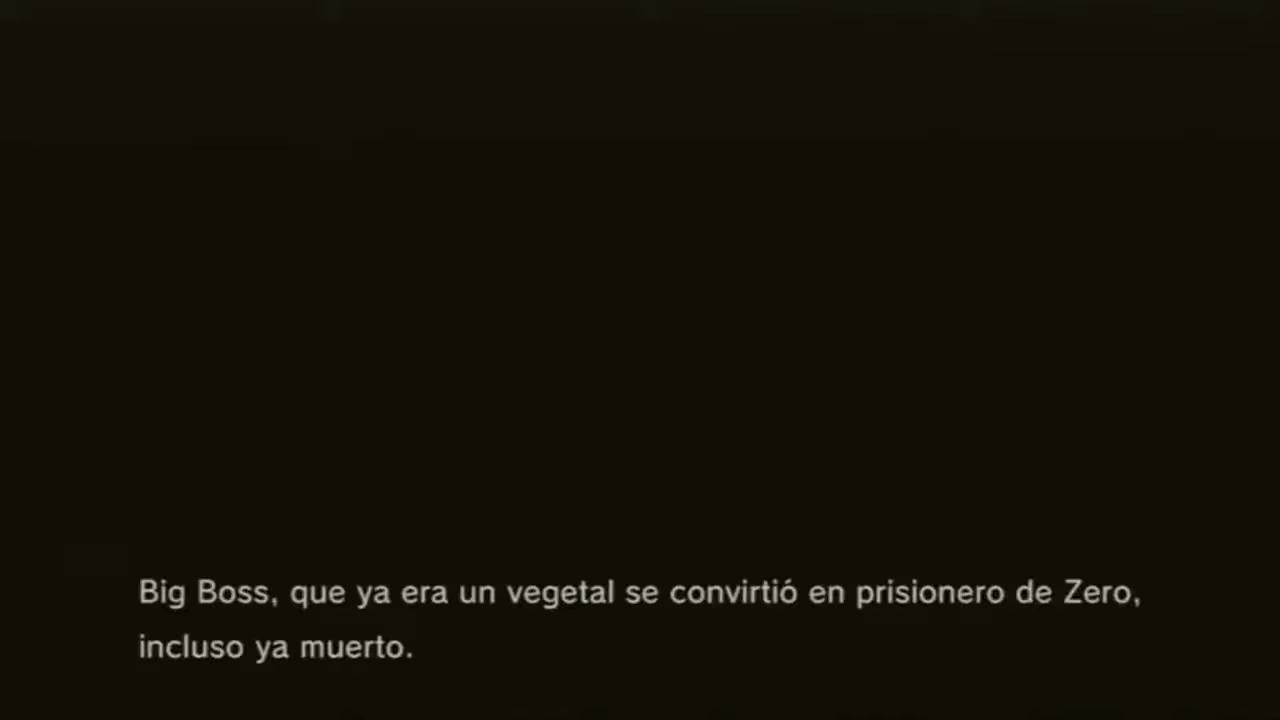 Big Boss, que ya era un vegetal se convirtió en prisionero de Zero,
incluso ya muerto.